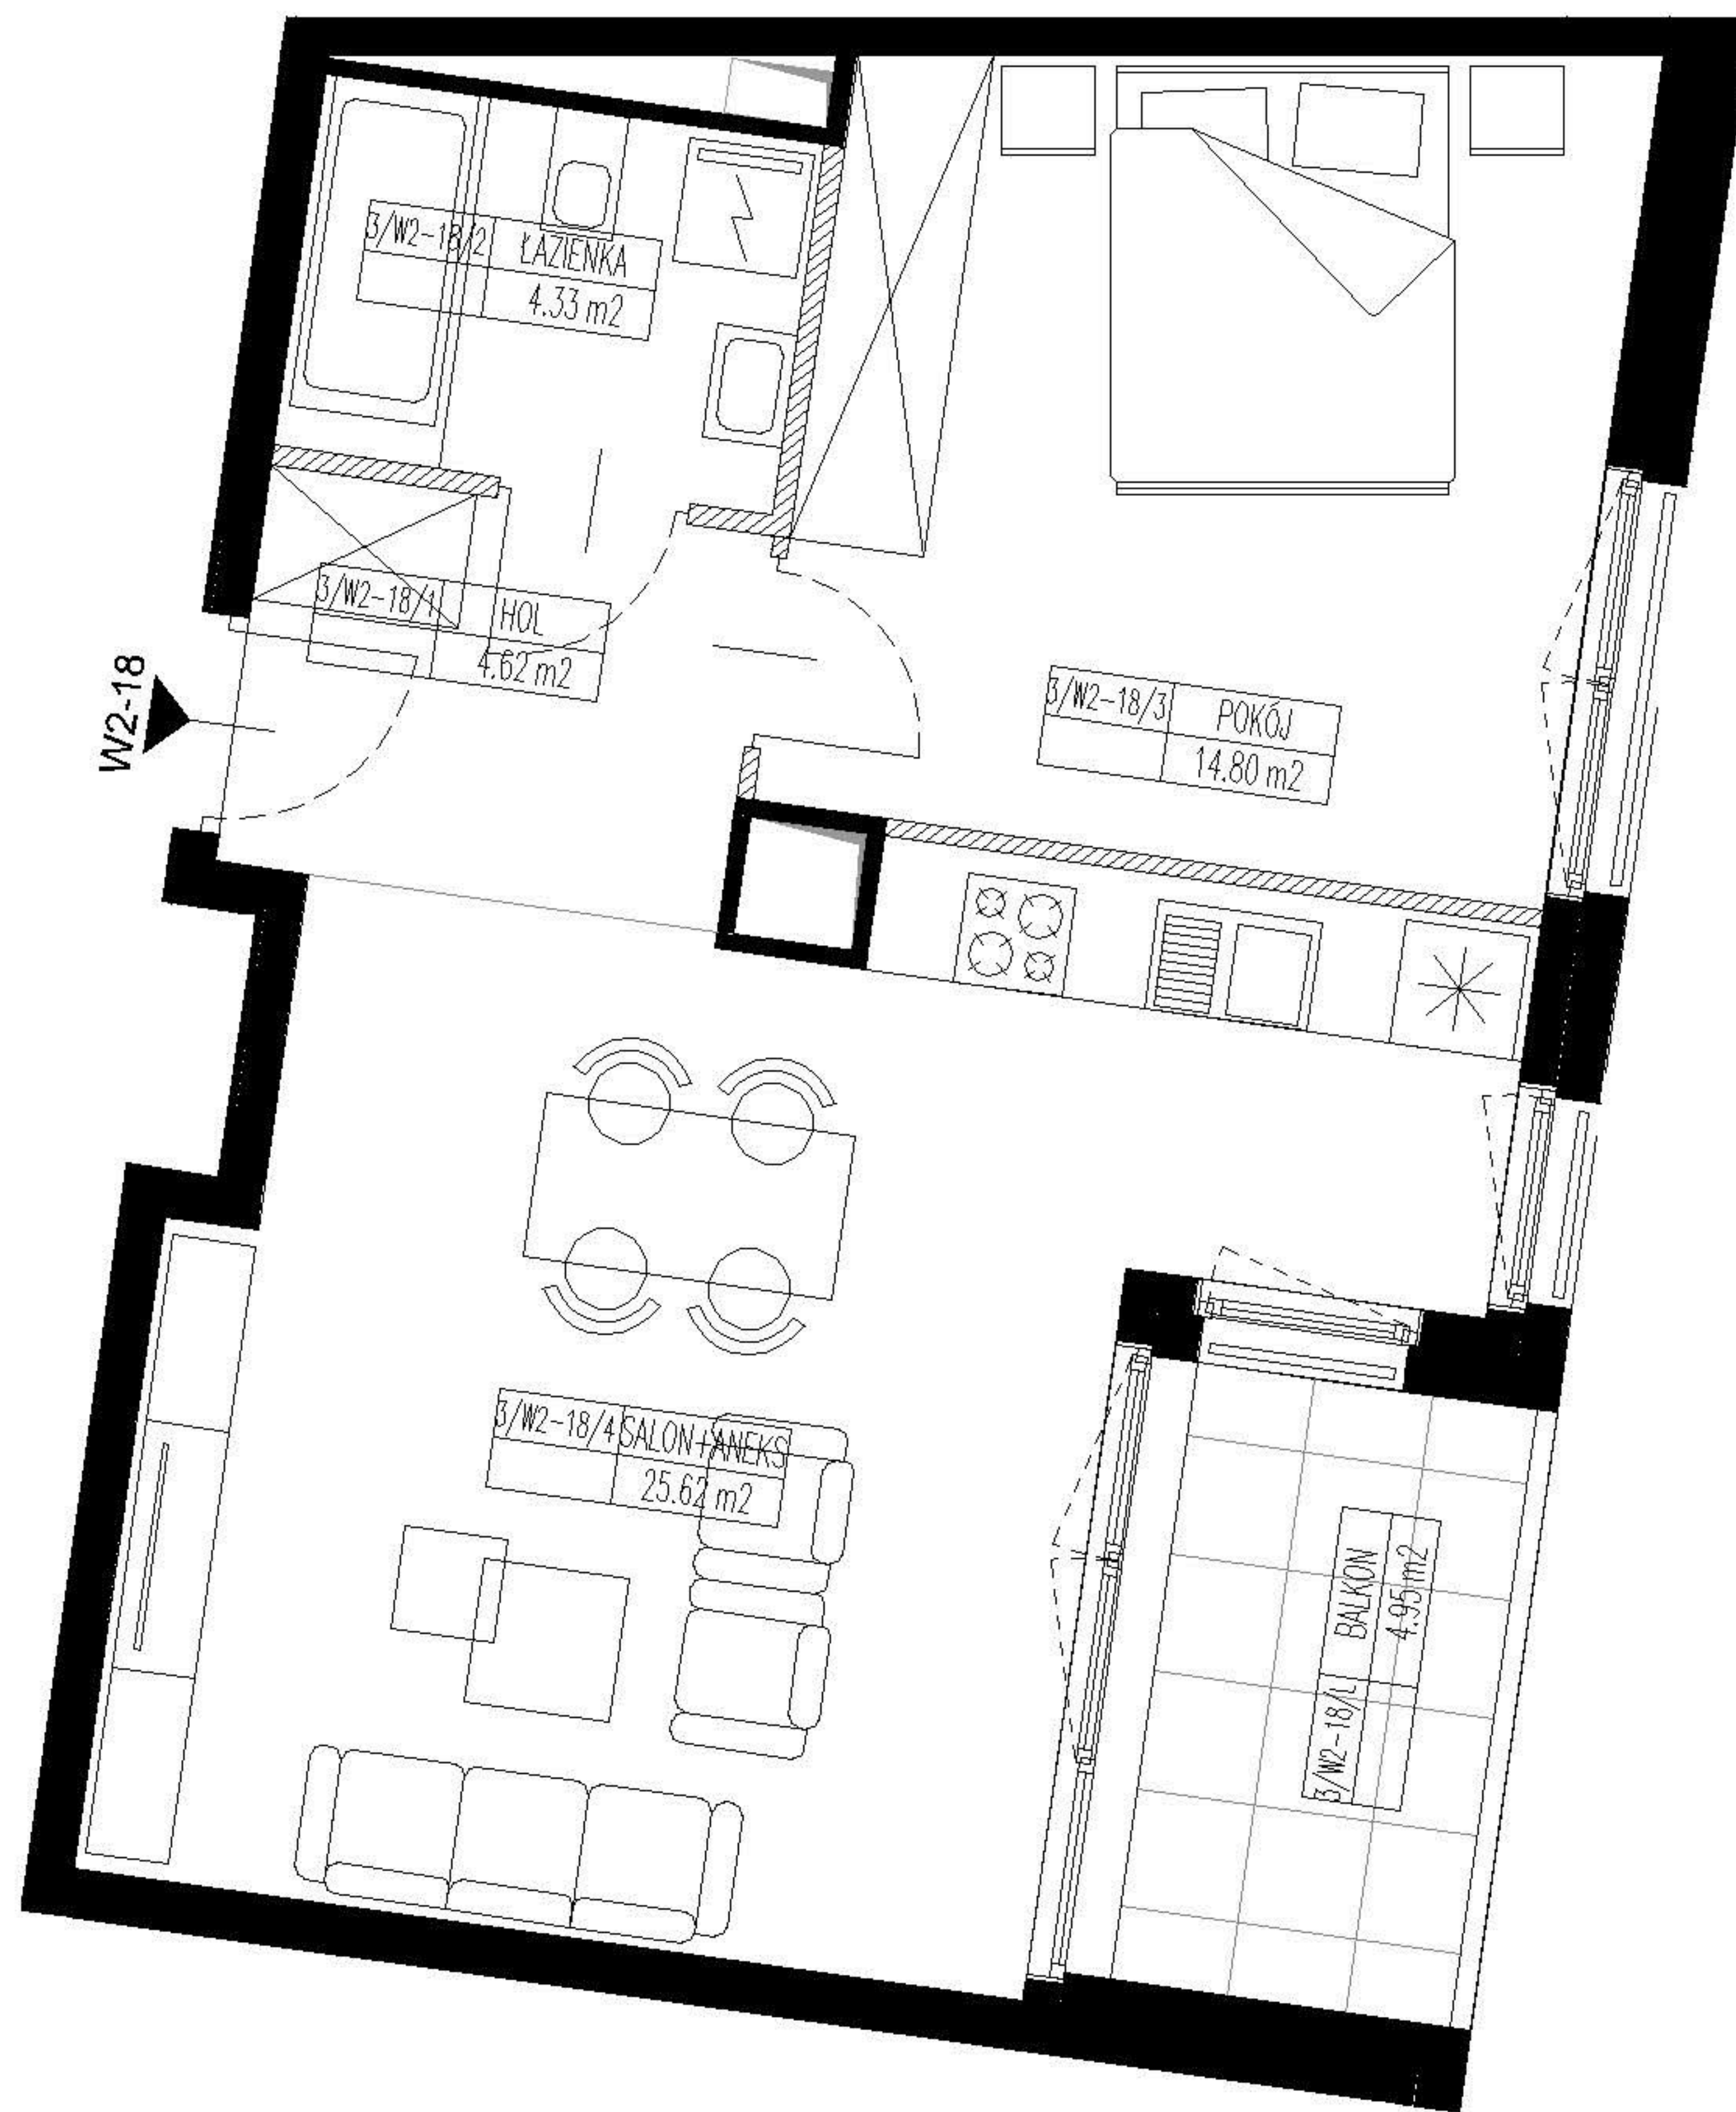 3/W2-18/2 ŁAZIENKA
4.33 m2
3/W2-18/1 HOL
4.62 m2
W2-18
3/W2-18/3 POKÓJ
14.80 m2
3/W2-18/4 SALON+ANEKS
25.62 m2
3/W2-18/L BALKON
4.95 m2